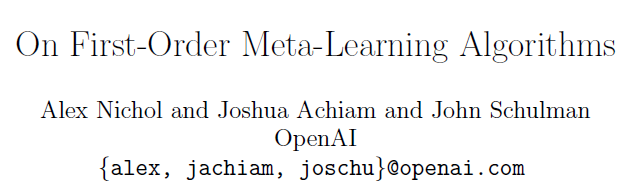 On First-Order Meta-Learning Algorithms
Alex Nichol and Joshua Achiam and John Schulman
OpenAI
{alex, jachiam, joschu}@openai.com